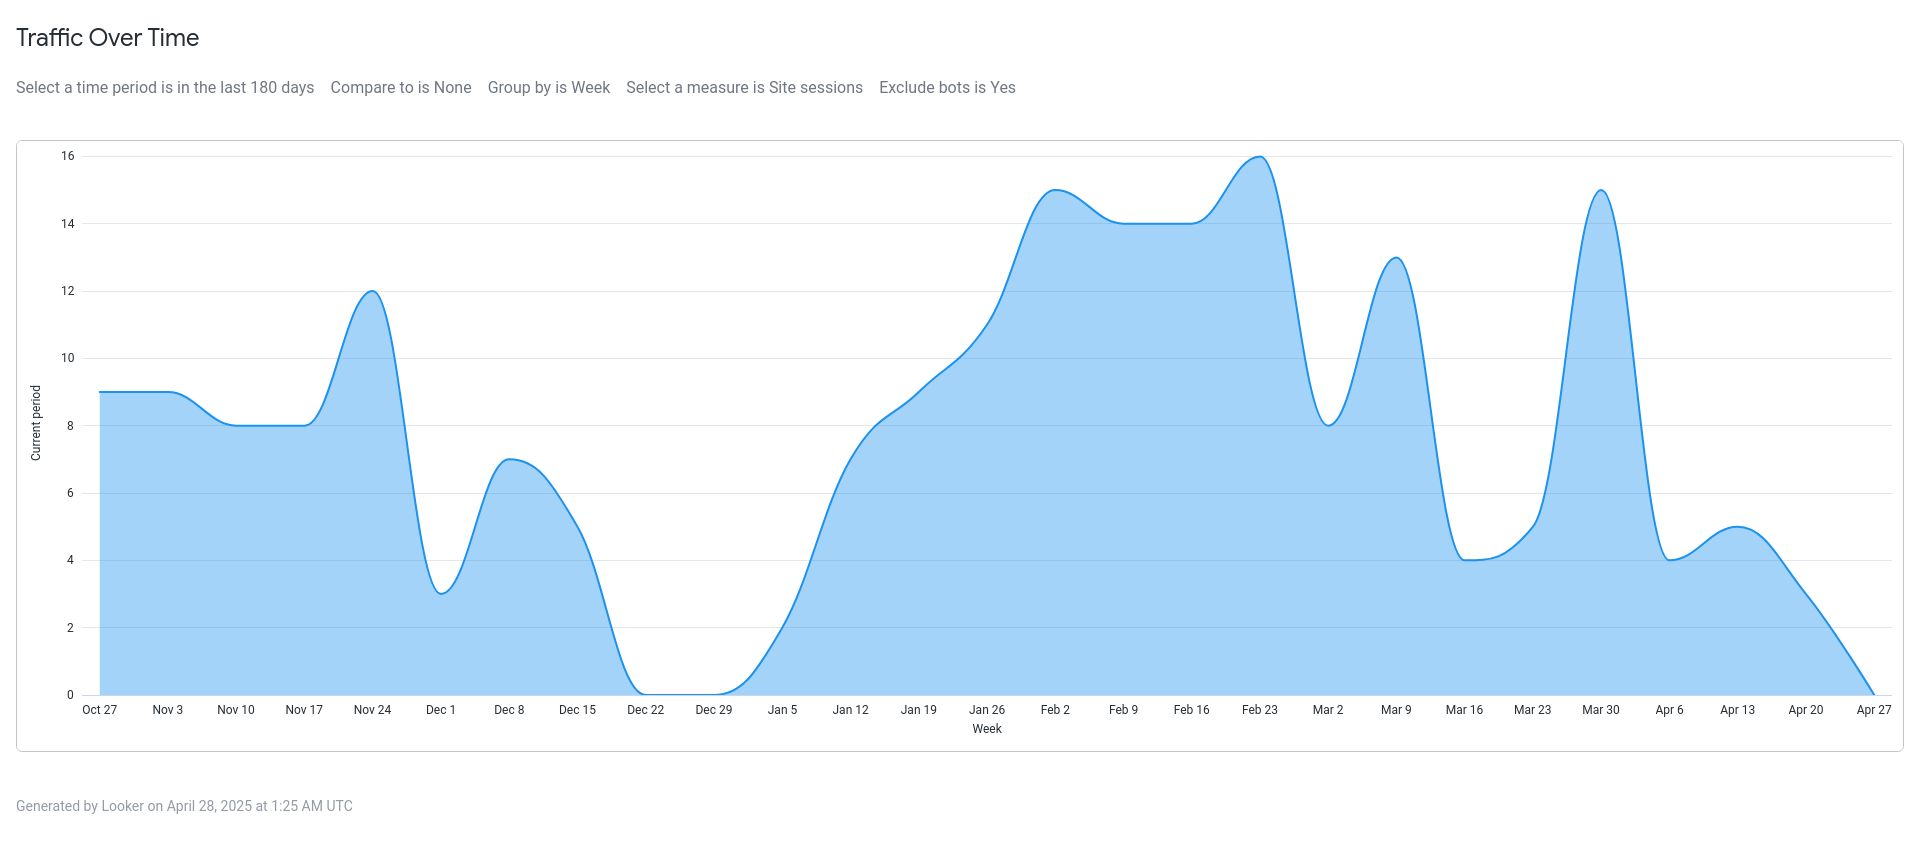 Traffic Over Time
Select a time period is in the last 180 days Compare to is None Group by is Week Select a measure is Site sessions Exclude bots is Yes
16
14
12
10
8
6
4
2
0
Current period
Oct 27 Nov 3 Nov 10 Nov 17 Nov 24 Dec 1 Dec 8 Dec 15 Dec 22 Dec 29 Jan 5 Jan 12 Jan 19 Jan 26 Feb 2 Feb 9 Feb 16 Feb 23 Mar 2 Mar 9 Mar 16 Mar 23 Mar 30 Apr 6 Apr 13 Apr 20 Apr 27
Week
Generated by Looker on April 28, 2025 at 1:25 AM UTC